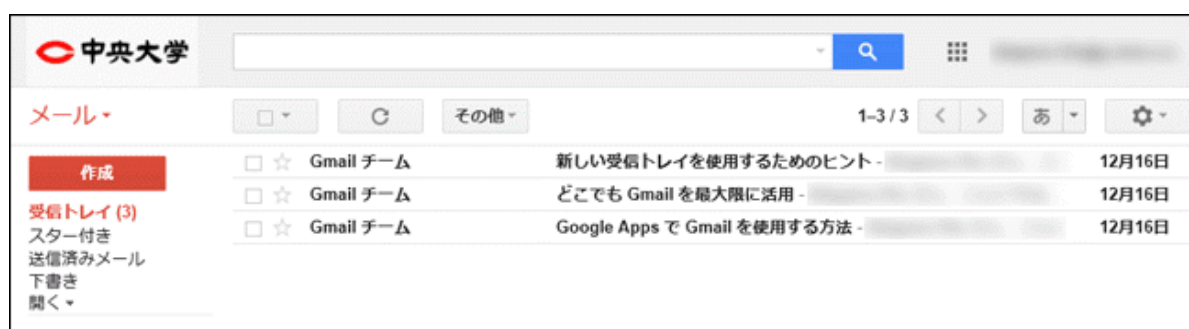 中央大学
メール
その他
1–3 / 3
あ
作成
Gmail チーム 新しい受信トレイを使用するためのヒント - 12月16日
Gmail チーム どこでも Gmail を最大限に活用 - 12月16日
Gmail チーム Google Apps で Gmail を使用する方法 - 12月16日
受信トレイ (3)
スター付き
送信済みメール
下書き
開く